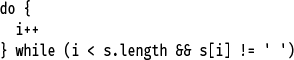 do {
  i++
} while (i < s.length && s[i] != ' ')